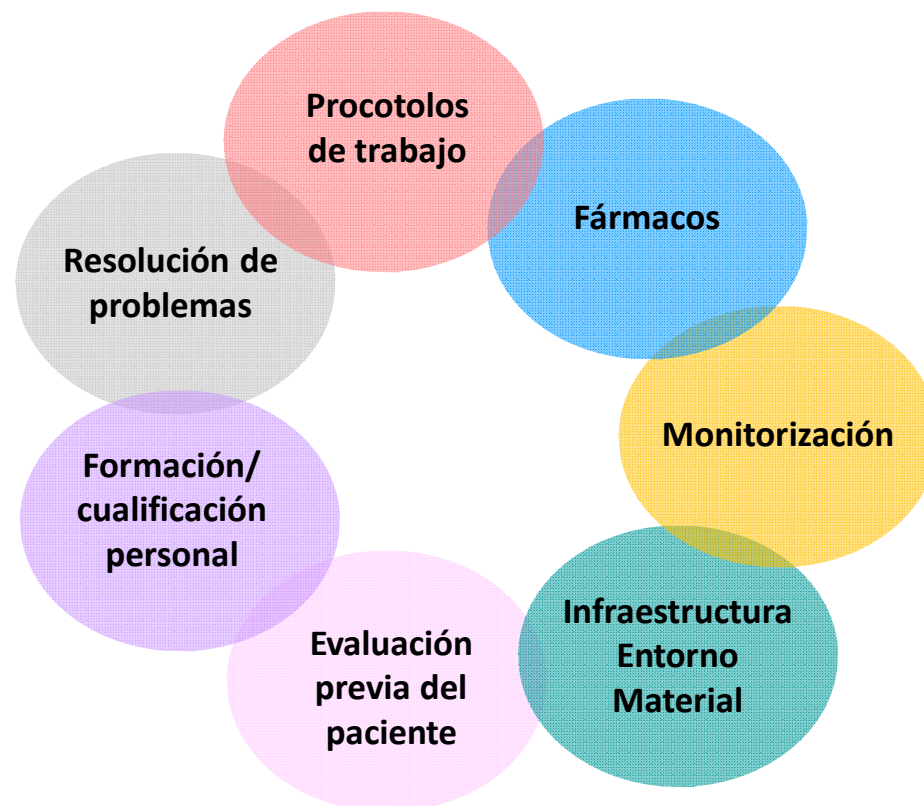 Procotolos
de trabajo
Fármacos
Monitorización
Infraestructura
Entorno
Material
Evaluación
previa del
paciente
Formación/
cualificación
personal
Resolución de
problemas